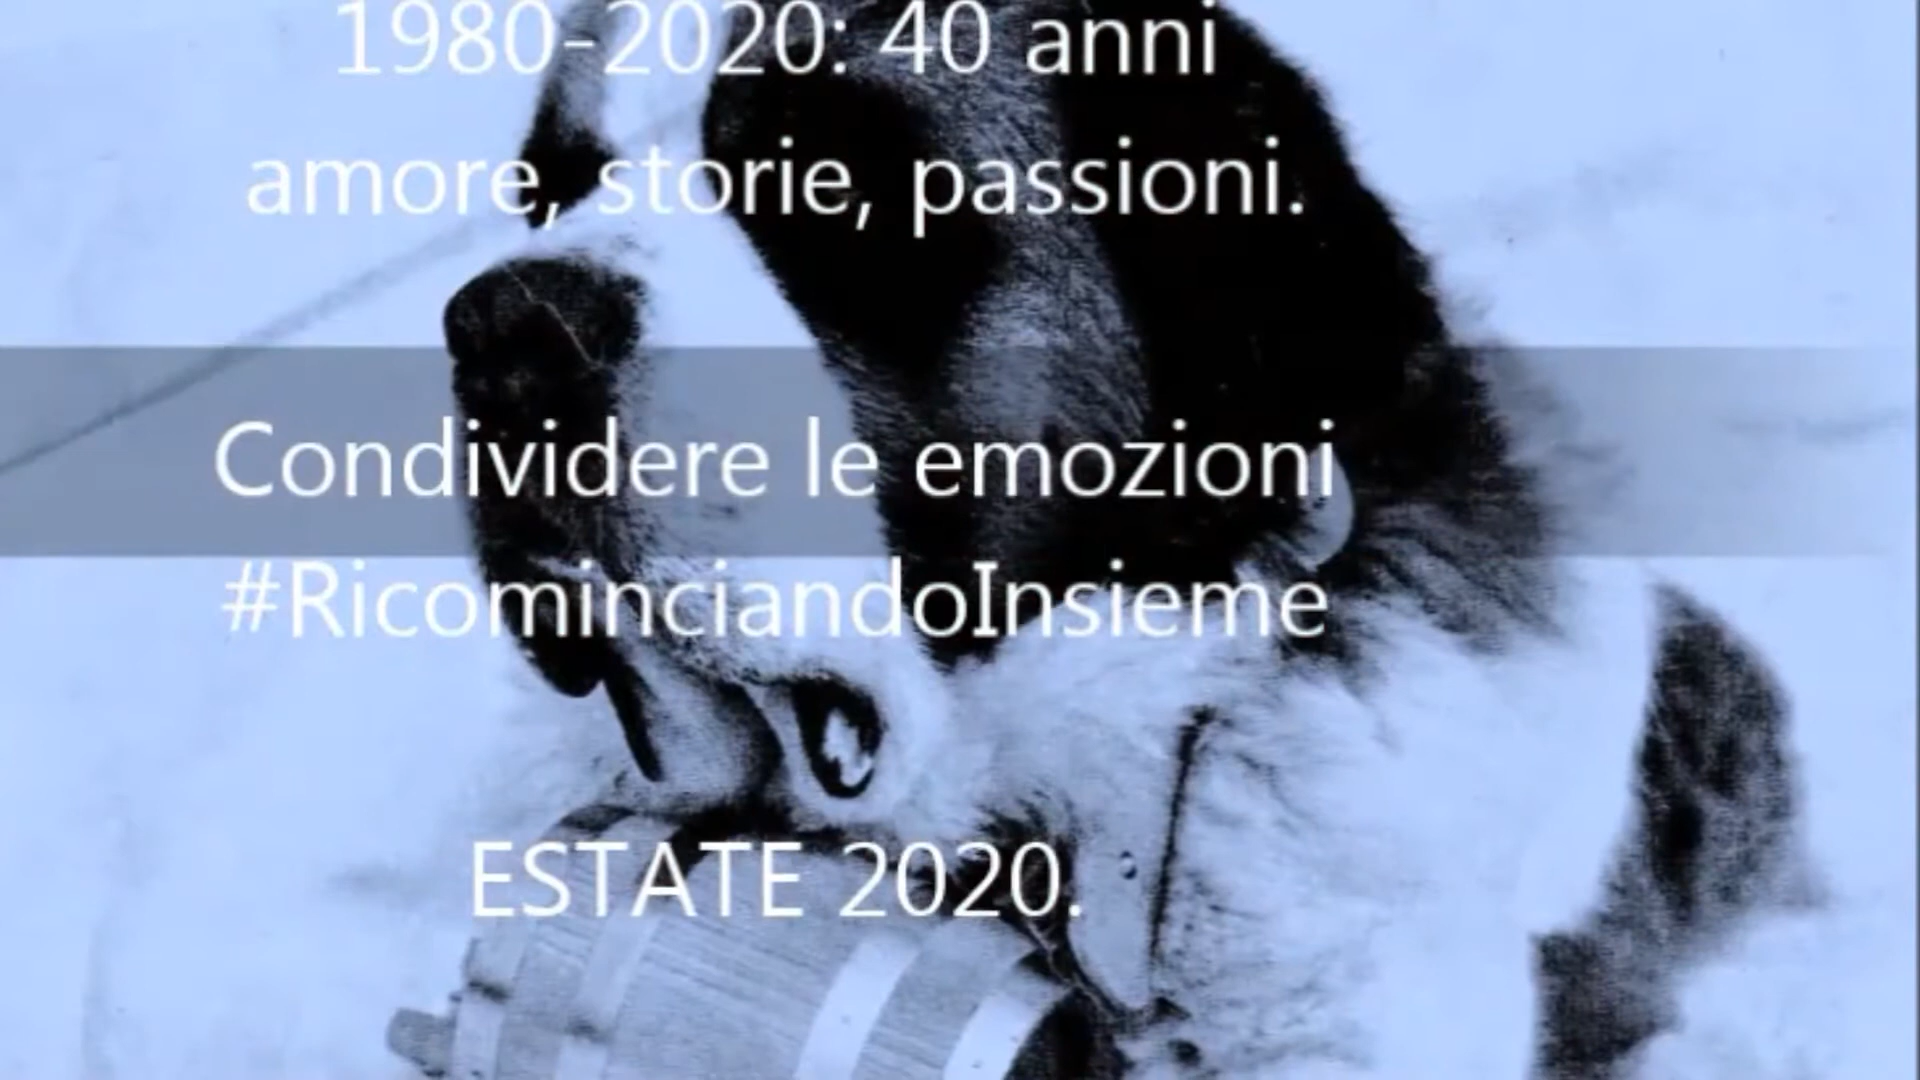 1980-2020: 40 anni
amore, storie, passioni.
Condividere le emozioni
#RicominciandoInsieme
ESTATE 2020.